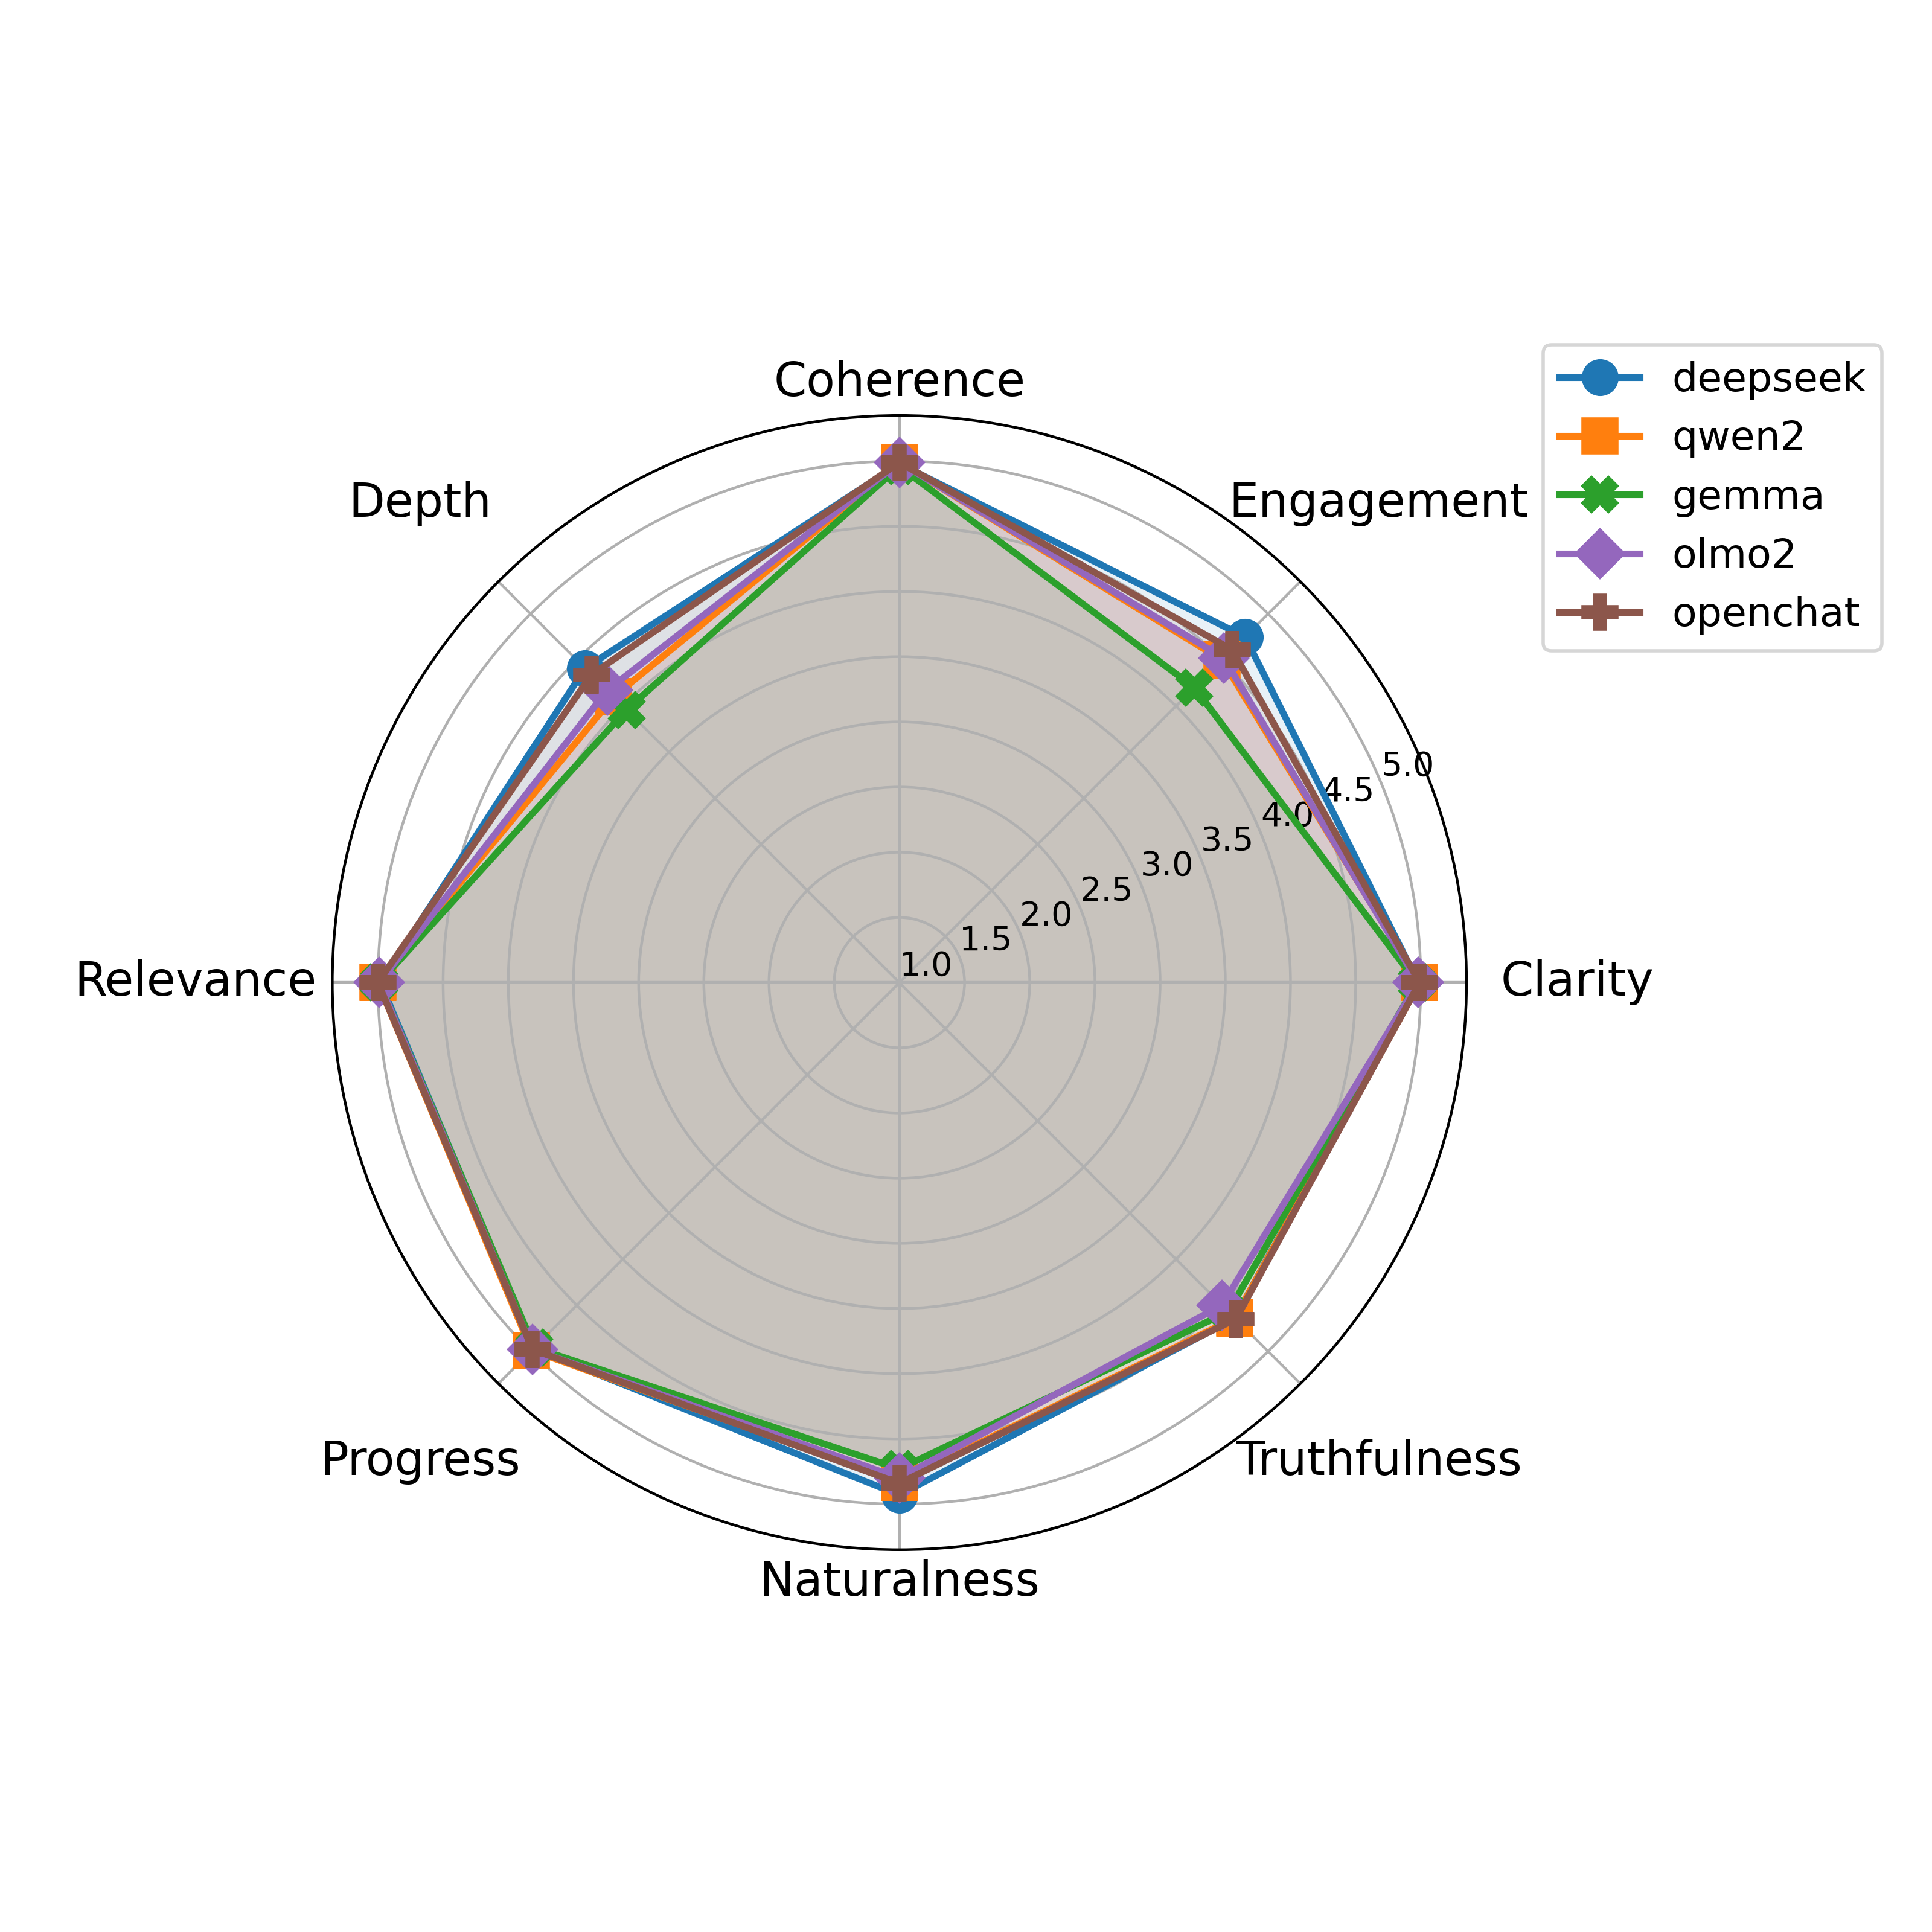 Coherence
Depth
Engagement
Relevance
Clarity
Progress
Truthfulness
Naturalness
1.0
1.5
2.0
2.5
3.0
3.5
4.0
4.5
5.0
deepseek
qwen2
gemma
olmo2
openchat